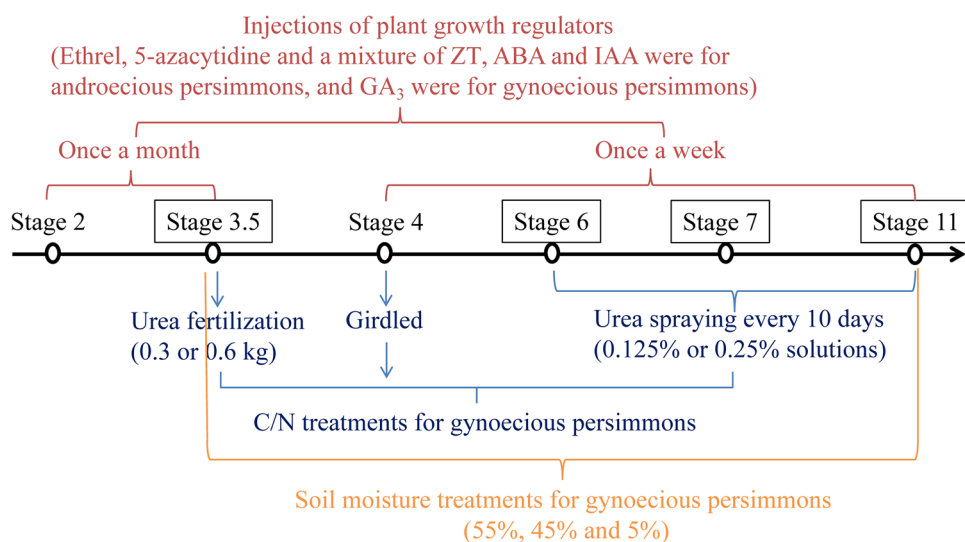 Injections of plant growth regulators
(Ethrel, 5-azacytidine and a mixture of ZT, ABA and IAA were for
androecious persimmons, and GA₃ were for gynoecious persimmons)
Once a month
Once a week
Stage 2
Stage 3.5
Stage 4
Stage 6
Stage 7
Stage 11
Urea fertilization
(0.3 or 0.6 kg)
Girdled
Urea spraying every 10 days
(0.125% or 0.25% solutions)
C/N treatments for gynoecious persimmons
Soil moisture treatments for gynoecious persimmons
(55%, 45% and 5%)